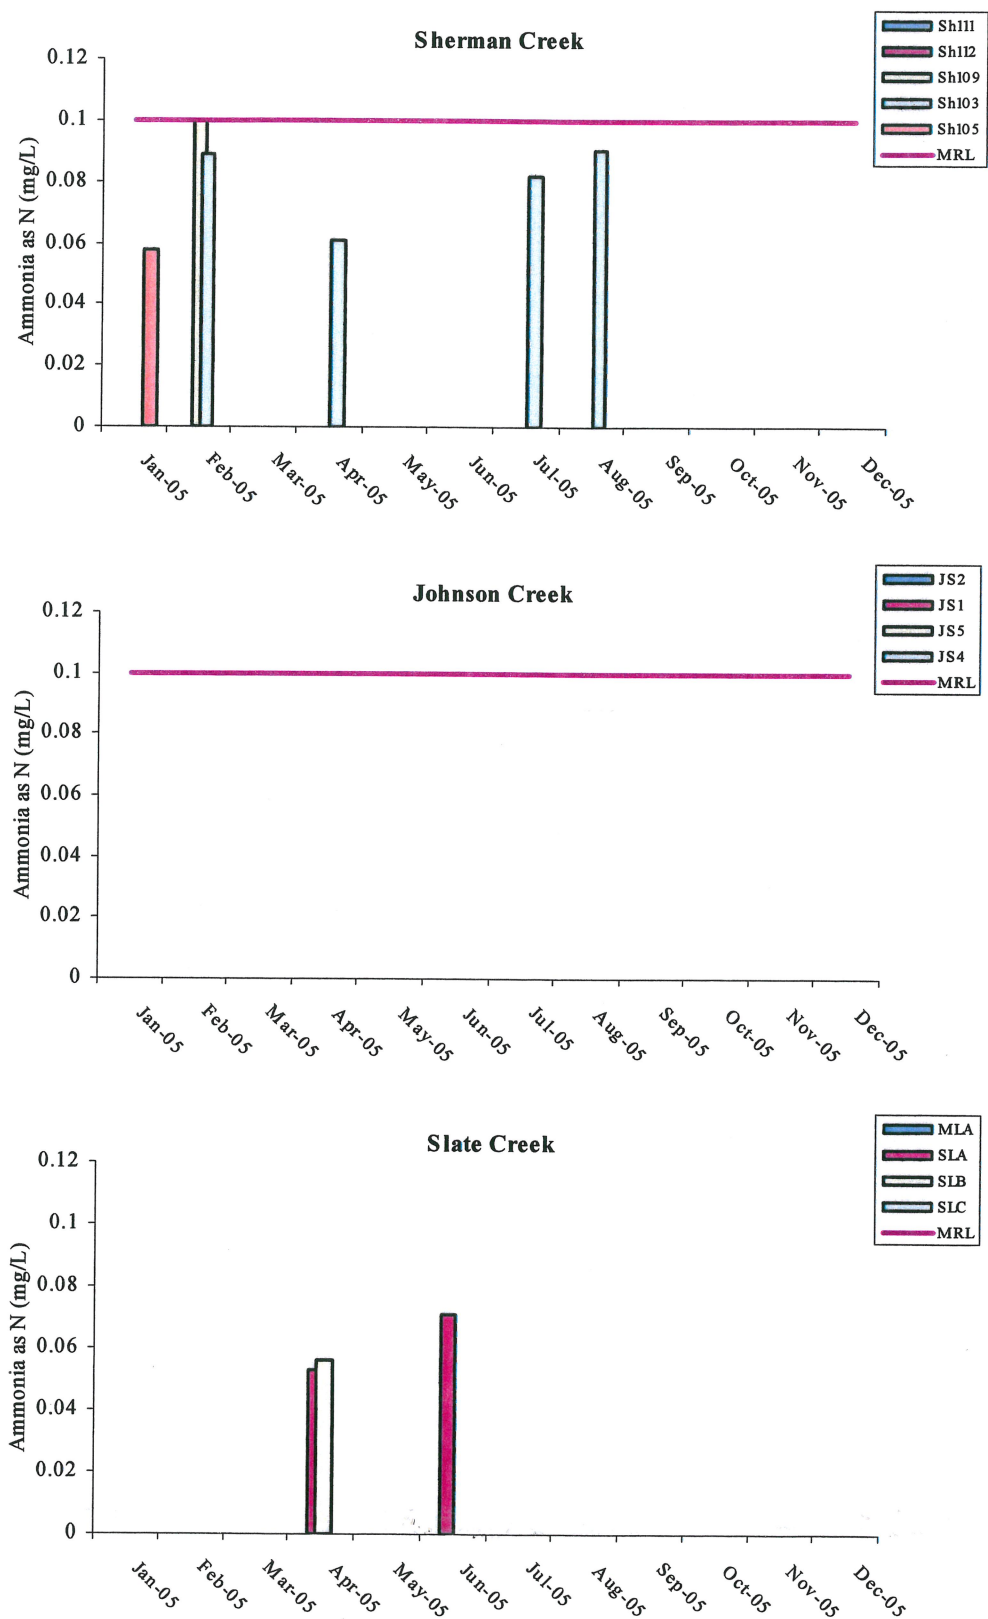 Sherman Creek
Sh111
Sh112
Sh109
Sh103
Sh105
MRL
Ammonia as N (mg/L)
0.12
0.1
0.08
0.06
0.04
0.02
0
Jan-05
Feb-05
Mar-05
Apr-05
May-05
Jun-05
Jul-05
Aug-05
Sep-05
Oct-05
Nov-05
Dec-05
Johnson Creek
JS2
JS1
JS5
JS4
MRL
Ammonia as N (mg/L)
0.12
0.1
0.08
0.06
0.04
0.02
0
Jan-05
Feb-05
Mar-05
Apr-05
May-05
Jun-05
Jul-05
Aug-05
Sep-05
Oct-05
Nov-05
Dec-05
Slate Creek
MLA
SLA
SLB
SLC
MRL
Ammonia as N (mg/L)
0.12
0.1
0.08
0.06
0.04
0.02
0
Jan-05
Feb-05
Mar-05
Apr-05
May-05
Jun-05
Jul-05
Aug-05
Sep-05
Oct-05
Nov-05
Dec-05